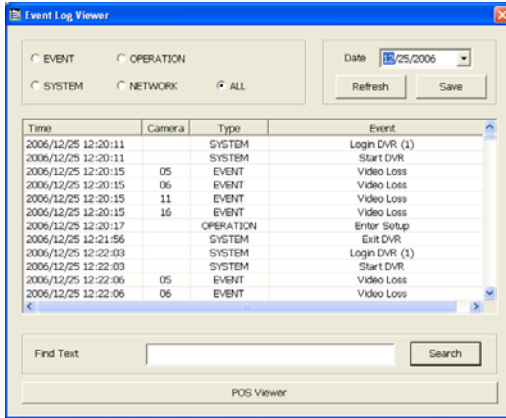 Event Log Viewer
EVENT OPERATION
SYSTEM NETWORK ALL
Date 12/25/2006
Refresh Save
Time Camera Type Event
2006/12/25 12:20:11 SYSTEM Login DVR (1)
2006/12/25 12:20:11 SYSTEM Start DVR
2006/12/25 12:20:15 05 EVENT Video Loss
2006/12/25 12:20:15 06 EVENT Video Loss
2006/12/25 12:20:15 11 EVENT Video Loss
2006/12/25 12:20:15 16 EVENT Video Loss
2006/12/25 12:20:17 OPERATION Enter Setup
2006/12/25 12:21:56 SYSTEM Exit DVR
2006/12/25 12:22:03 SYSTEM Login DVR (1)
2006/12/25 12:22:03 SYSTEM Start DVR
2006/12/25 12:22:06 05 EVENT Video Loss
2006/12/25 12:22:06 06 EVENT Video Loss
Find Text Search
POS Viewer